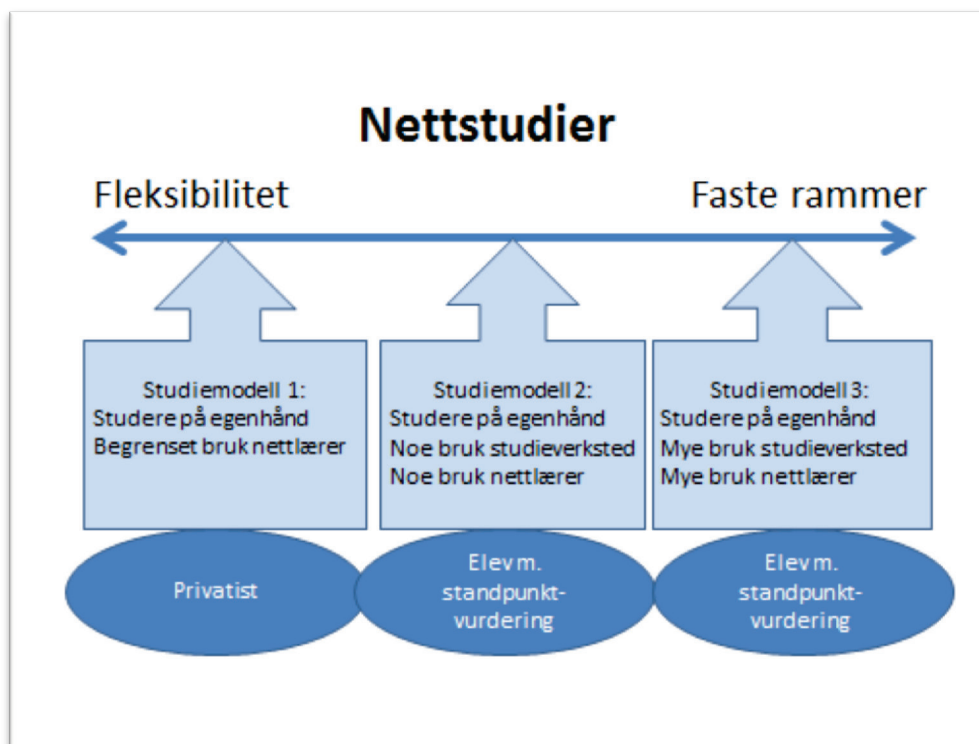 Nettstudier
Fleksibilitet
Faste rammer
Studiemodell 1:
Studere på egenhånd
Begrenset bruk nettlærer
Studiemodell 2:
Studere på egenhånd
Noe bruk studieverksted
Noe bruk nettlærer
Studiemodell 3:
Studere på egenhånd
Mye bruk studieverksted
Mye bruk nettlærer
Privatist
Elev m.
standpunkt-
vurdering
Elev m.
standpunkt-
vurdering